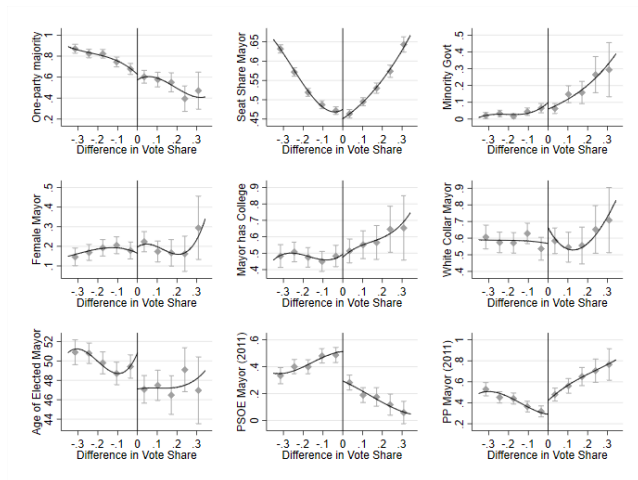 One-party majority
1
.8
.6
.4
.2
-.3 -.2 -.1 0 .1 .2 .3
Difference in Vote Share
Seat Share Mayor
.65
.6
.55
.5
.45
-.3 -.2 -.1 0 .1 .2 .3
Difference in Vote Share
Minority Govt
.5
.4
.3
.2
.1
0
-.3 -.2 -.1 0 .1 .2 .3
Difference in Vote Share
Female Mayor
.5
.4
.3
.2
.1
-.3 -.2 -.1 0 .1 .2 .3
Difference in Vote Share
Mayor has College
.9
.8
.7
.6
.5
.4
-.3 -.2 -.1 0 .1 .2 .3
Difference in Vote Share
White Collar Mayor
.9
.8
.7
.6
.5
.4
-.3 -.2 -.1 0 .1 .2 .3
Difference in Vote Share
Age of Elected Mayor
52
50
48
46
44
-.3 -.2 -.1 0 .1 .2 .3
Difference in Vote Share
PSOE Mayor (2011)
.6
.4
.2
0
-.3 -.2 -.1 0 .1 .2 .3
Difference in Vote Share
PP Mayor (2011)
1
.8
.6
.4
.2
-.3 -.2 -.1 0 .1 .2 .3
Difference in Vote Share